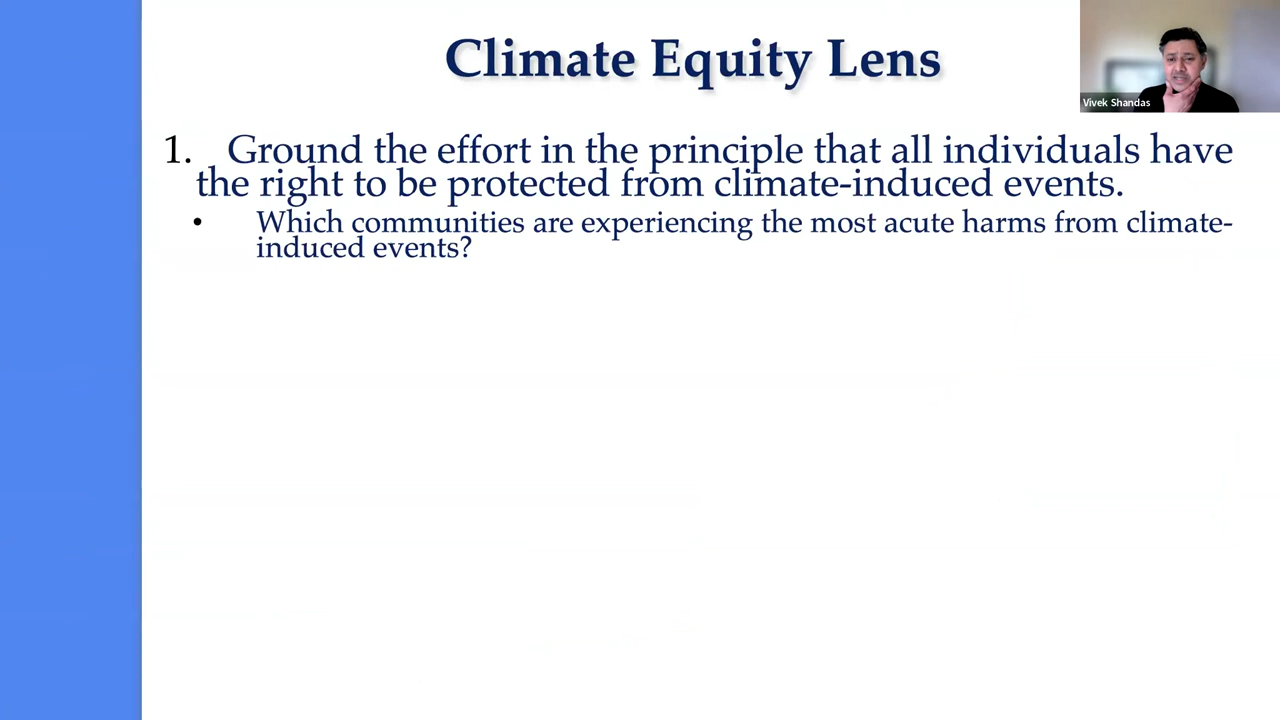 Climate Equity Lens
Vivek Shandas
1. Ground the effort in the principle that all individuals have
the right to be protected from climate-induced events.
• Which communities are experiencing the most acute harms from climate-
induced events?